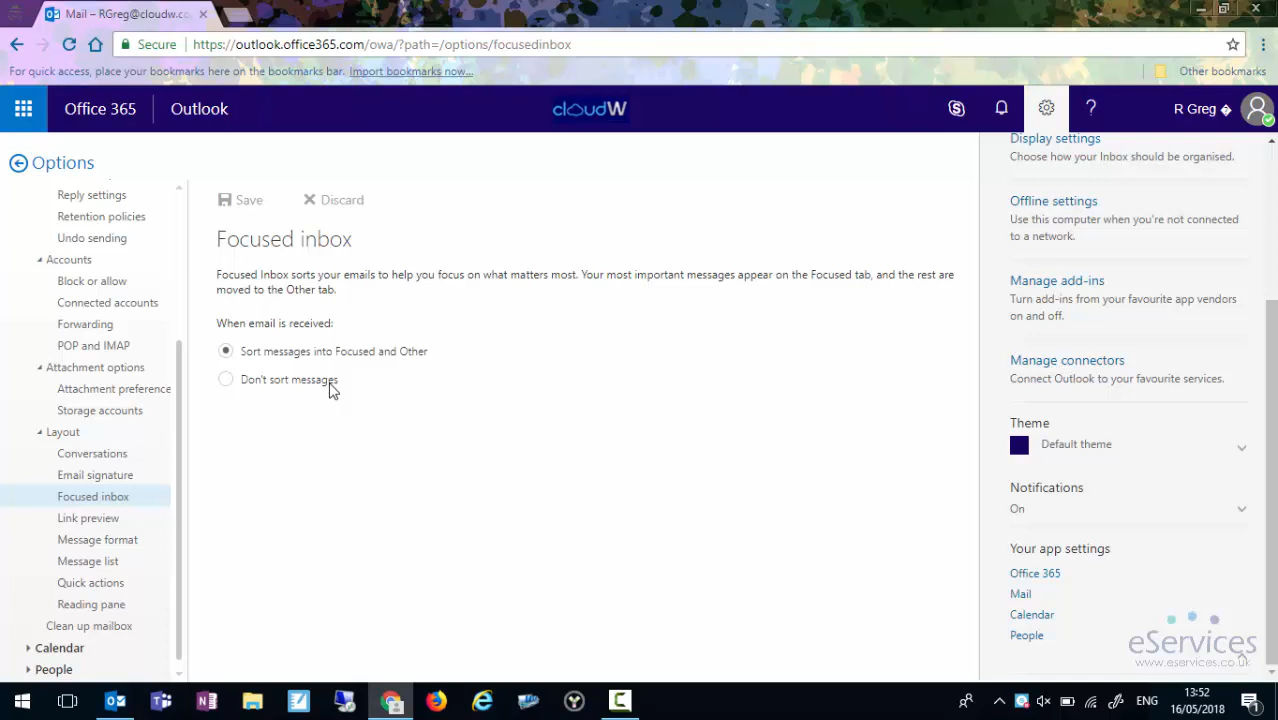 Mail – RGreg@cloudw.co
Secure
https://outlook.office365.com/owa/?path=/options/focusedinbox
For quick access, place your bookmarks here on the bookmarks bar. Import bookmarks now...
Other bookmarks
Office 365
Outlook
cloudW
?
R Greg �
Options
Reply settings
Retention policies
Undo sending
Accounts
Block or allow
Connected accounts
Forwarding
POP and IMAP
Attachment options
Attachment preference
Storage accounts
Layout
Conversations
Email signature
Focused inbox
Link preview
Message format
Message list
Quick actions
Reading pane
Clean up mailbox
Calendar
People
Save
Discard
Focused inbox
Focused Inbox sorts your emails to help you focus on what matters most. Your most important messages appear on the Focused tab, and the rest are
moved to the Other tab.
When email is received:
Sort messages into Focused and Other
Don't sort messages
Display settings
Choose how your Inbox should be organised.
Offline settings
Use this computer when you're not connected
to a network.
Manage add-ins
Turn add-ins from your favourite app vendors
on and off.
Manage connectors
Connect Outlook to your favourite services.
Theme
Default theme
Notifications
On
Your app settings
Office 365
Mail
Calendar
People
eServices
www.eservices.co.uk
ENG
13:52
16/05/2018